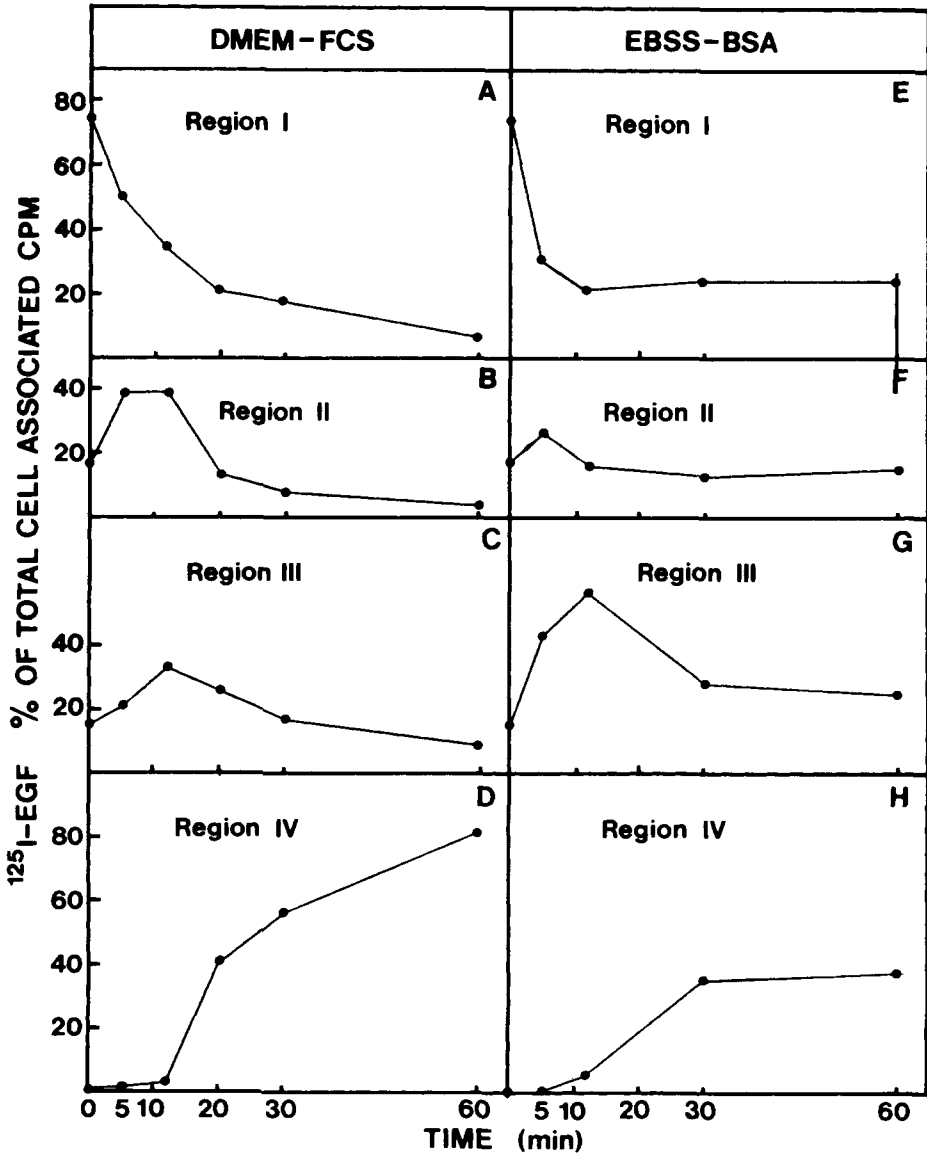 DMEM-FCS
EBSS-BSA
¹²⁵I-EGF % OF TOTAL CELL ASSOCIATED CPM
A
Region I
80
60
40
20
E
Region I
B
Region II
40
20
F
Region II
C
Region III
40
20
G
Region III
D
Region IV
80
60
40
20
H
Region IV
0 5 10 20 30 60
5 10 20 30 60
TIME (min)